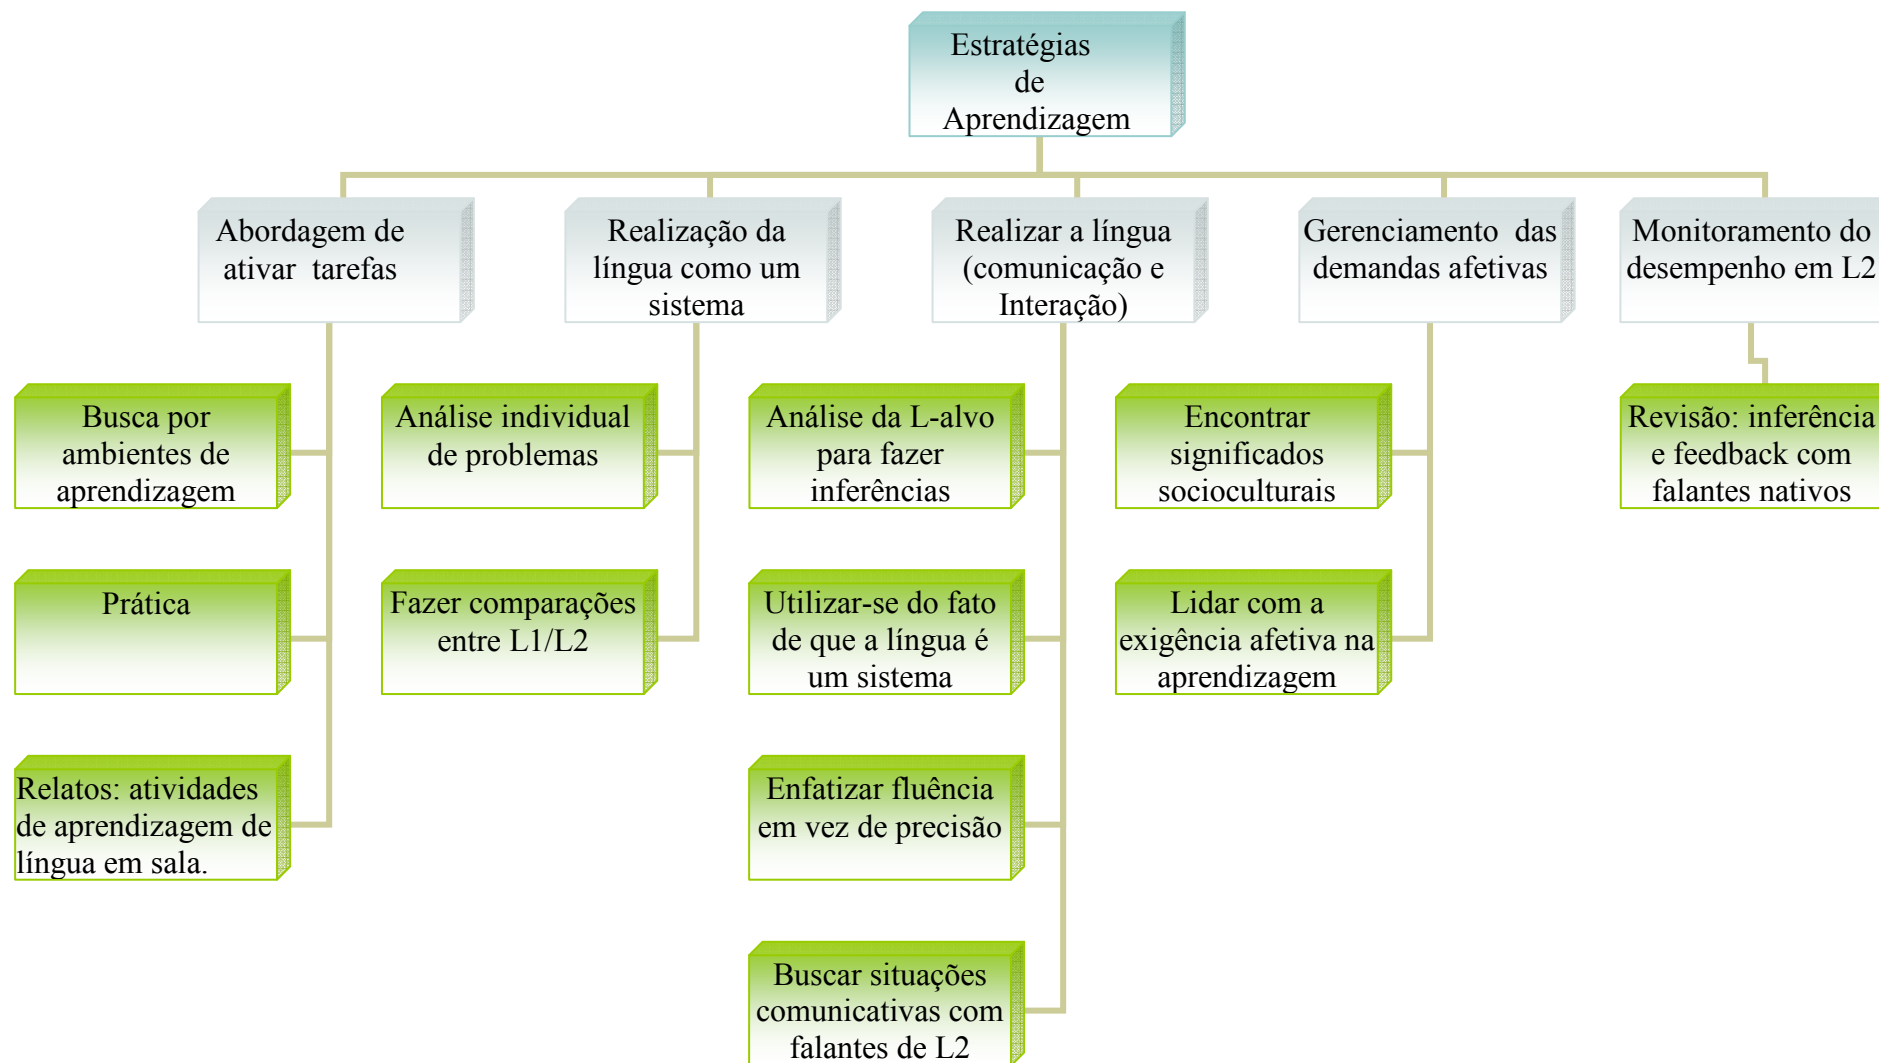 Estratégias
de
Aprendizagem
Abordagem de
ativar tarefas
Realização da
língua como um
sistema
Realizar a língua
(comunicação e
Interação)
Gerenciamento das
demandas afetivas
Monitoramento do
desempenho em L2
Busca por
ambientes de
aprendizagem
Análise individual
de problemas
Análise da L-alvo
para fazer
inferências
Encontrar
significados
socioculturais
Revisão: inferência
e feedback com
falantes nativos
Prática
Fazer comparações
entre L1/L2
Utilizar-se do fato
de que a língua é
um sistema
Lidar com a
exigência afetiva na
aprendizagem
Relatos: atividades
de aprendizagem de
língua em sala.
Enfatizar fluência
em vez de precisão
Buscar situações
comunicativas com
falantes de L2